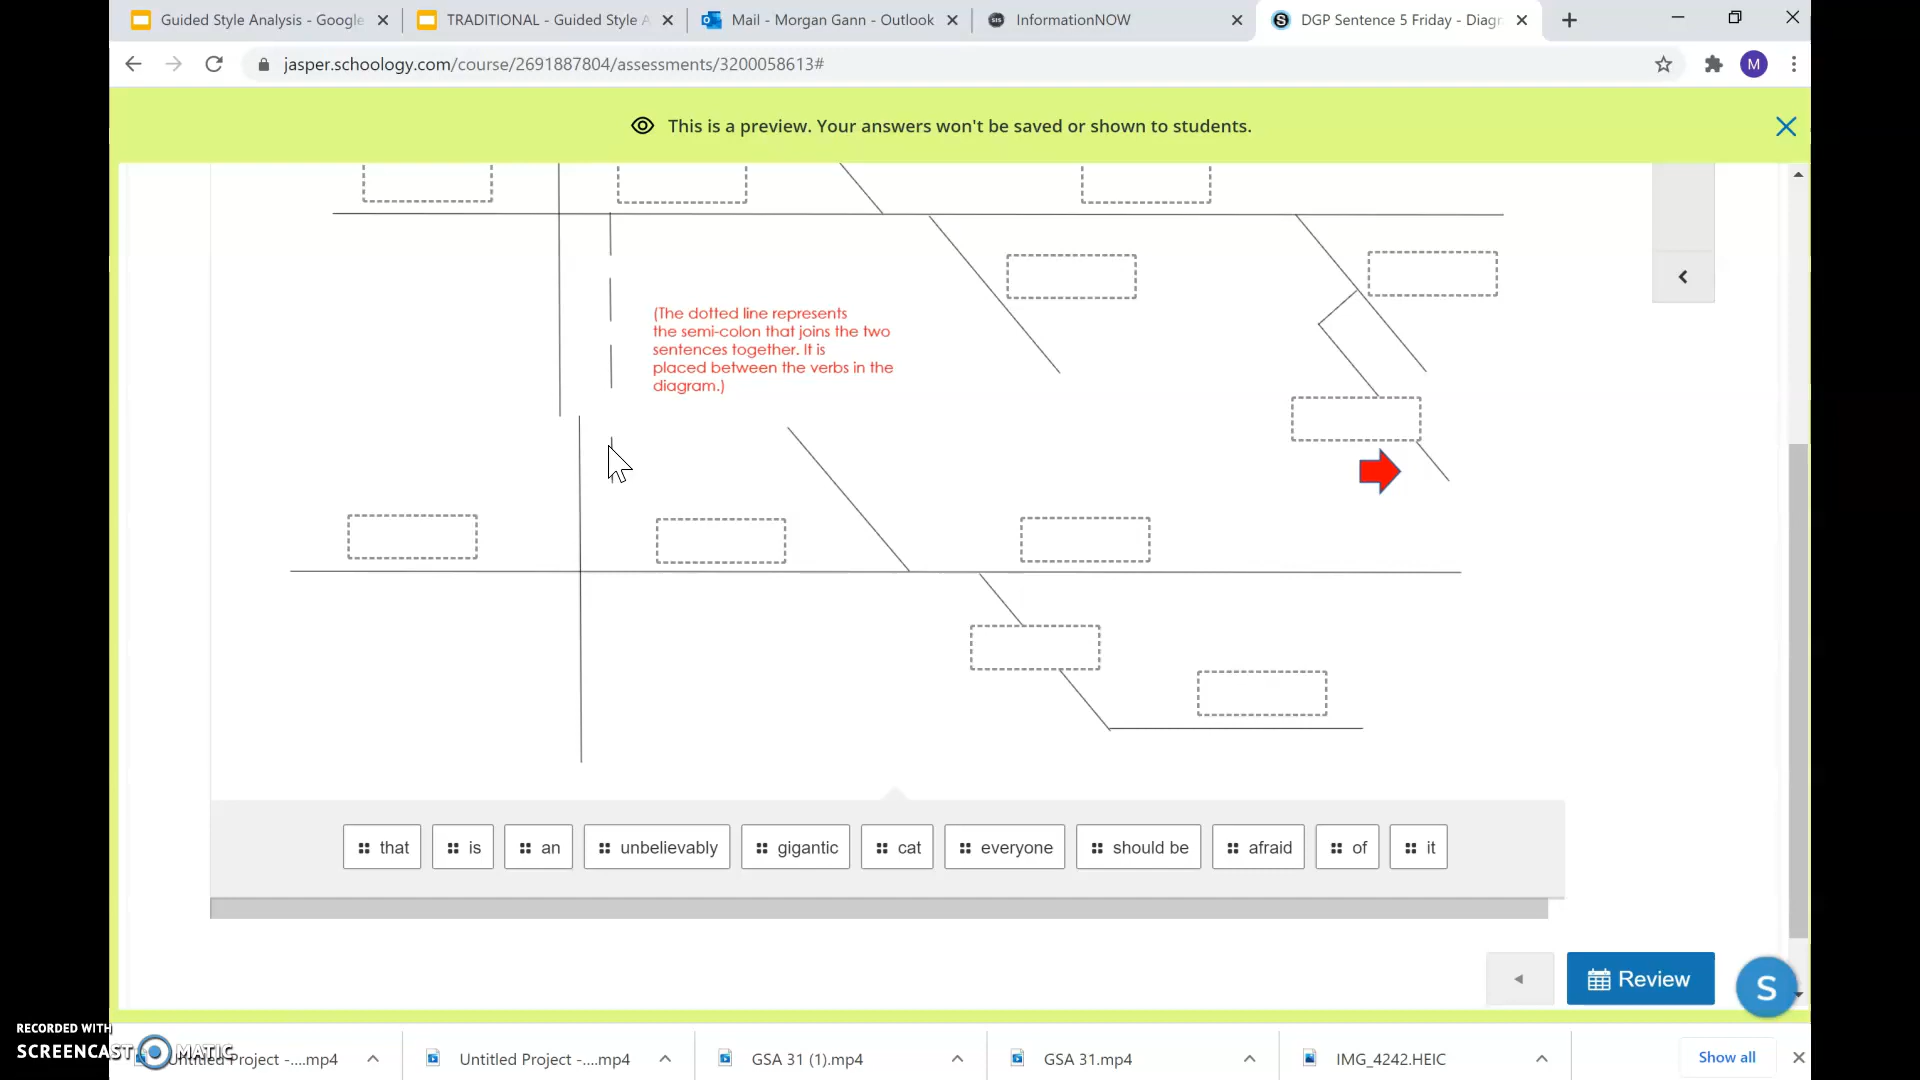 Guided Style Analysis - Google
TRADITIONAL - Guided Style A
Mail - Morgan Gann - Outlook
InformationNOW
DGP Sentence 5 Friday - Diagr
jasper.schoology.com/course/2691887804/assessments/3200058613#
M
This is a preview. Your answers won't be saved or shown to students.
(The dotted line represents
the semi-colon that joins the two
sentences together. It is
placed between the verbs in the
diagram.)
that
is
an
unbelievably
gigantic
cat
everyone
should be
afraid
of
it
Review
S
RECORDED WITH
SCREENCAST MATIC
Untitled Project -....mp4
Untitled Project -....mp4
GSA 31 (1).mp4
GSA 31.mp4
IMG_4242.HEIC
Show all